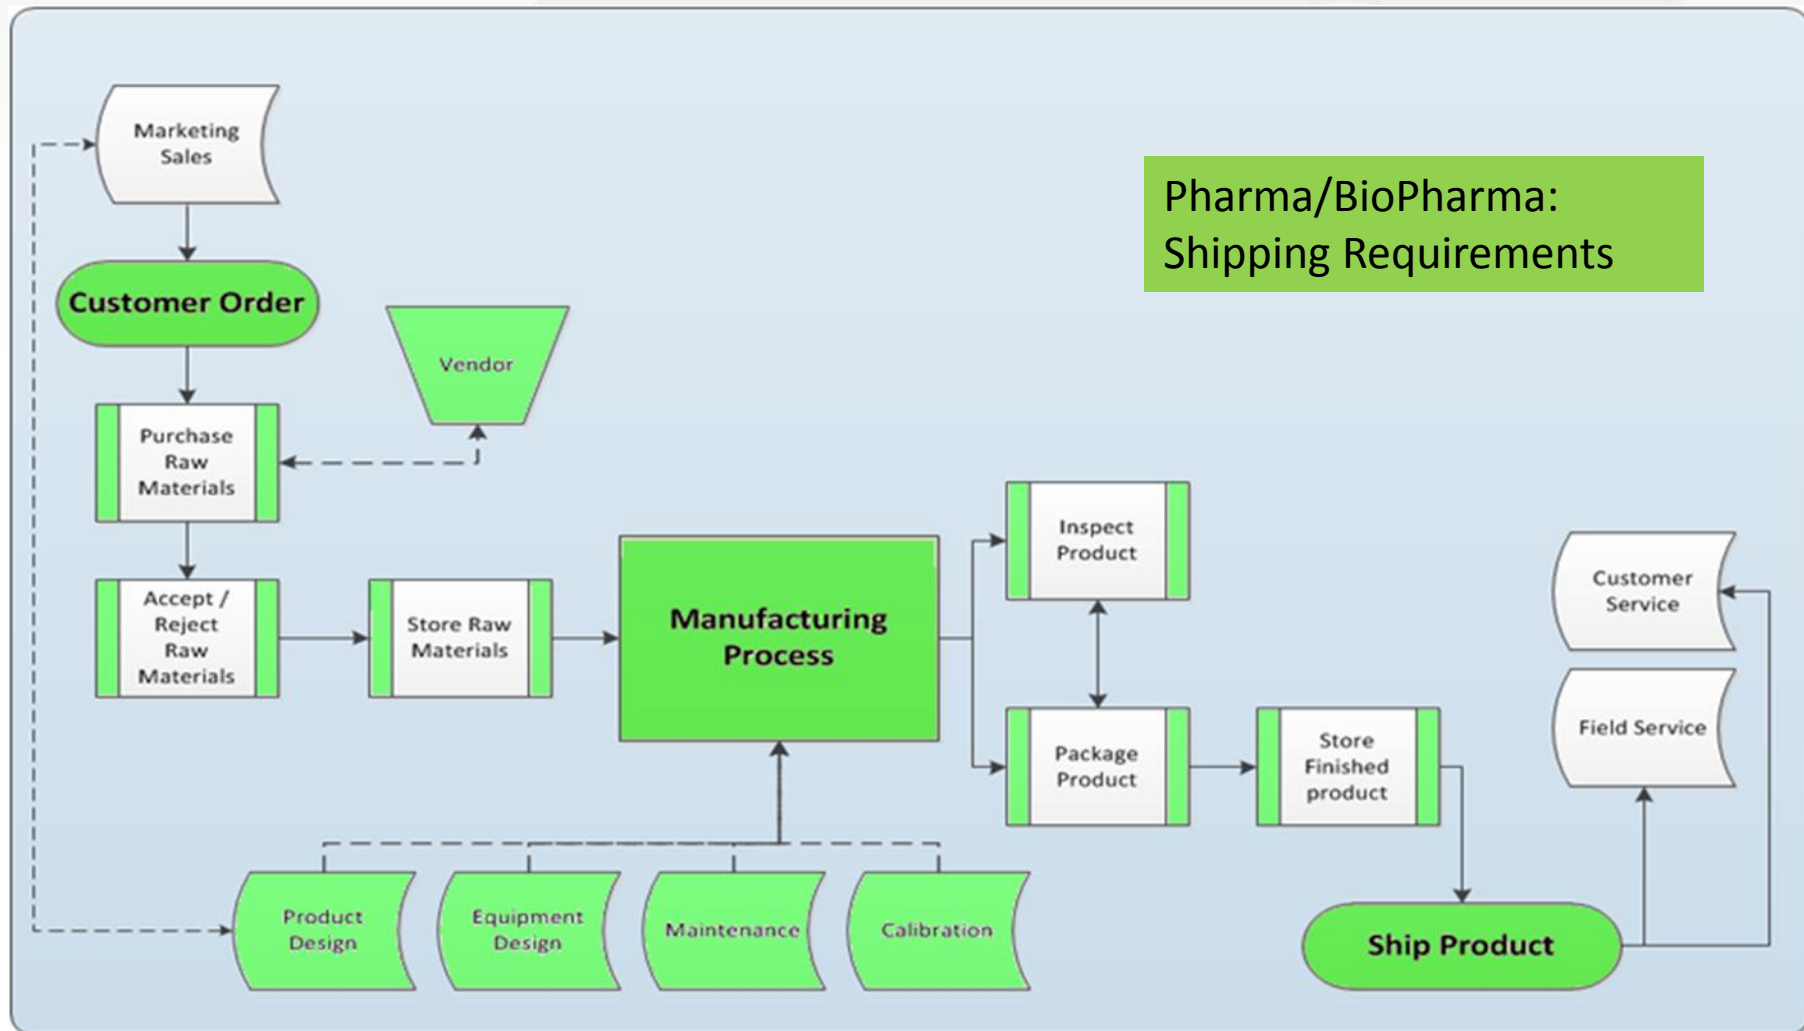 Marketing
Sales
Pharma/BioPharma:
Shipping Requirements
Customer Order
Vendor
Purchase
Raw
Materials
Accept /
Reject
Raw
Materials
Store Raw
Materials
Manufacturing
Process
Inspect
Product
Package
Product
Store
Finished
product
Customer
Service
Field Service
Product
Design
Equipment
Design
Maintenance
Calibration
Ship Product